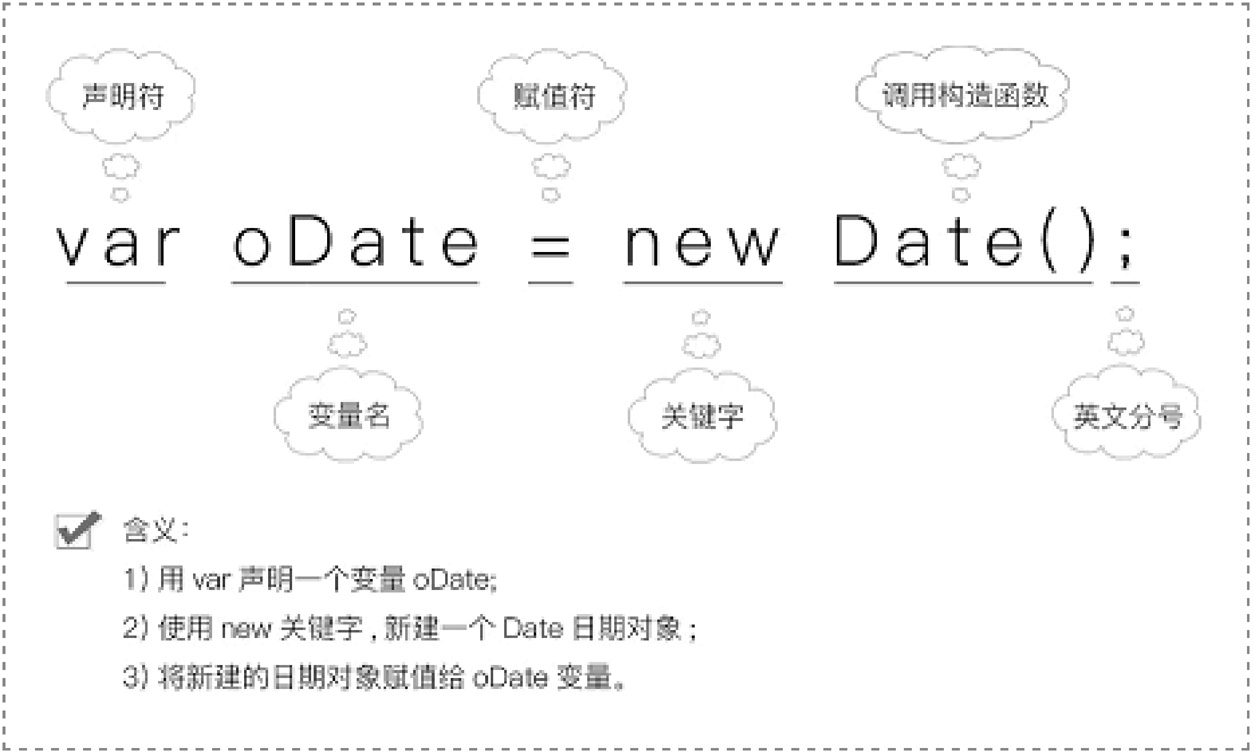 声明符 赋值符 调用构造函数
var oDate = new Date();
变量名 关键字 英文分号
含义:
1) 用 var 声明一个变量 oDate;
2) 使用 new 关键字 , 新建一个 Date 日期对象 ;
3) 将新建的日期对象赋值给 oDate 变量。